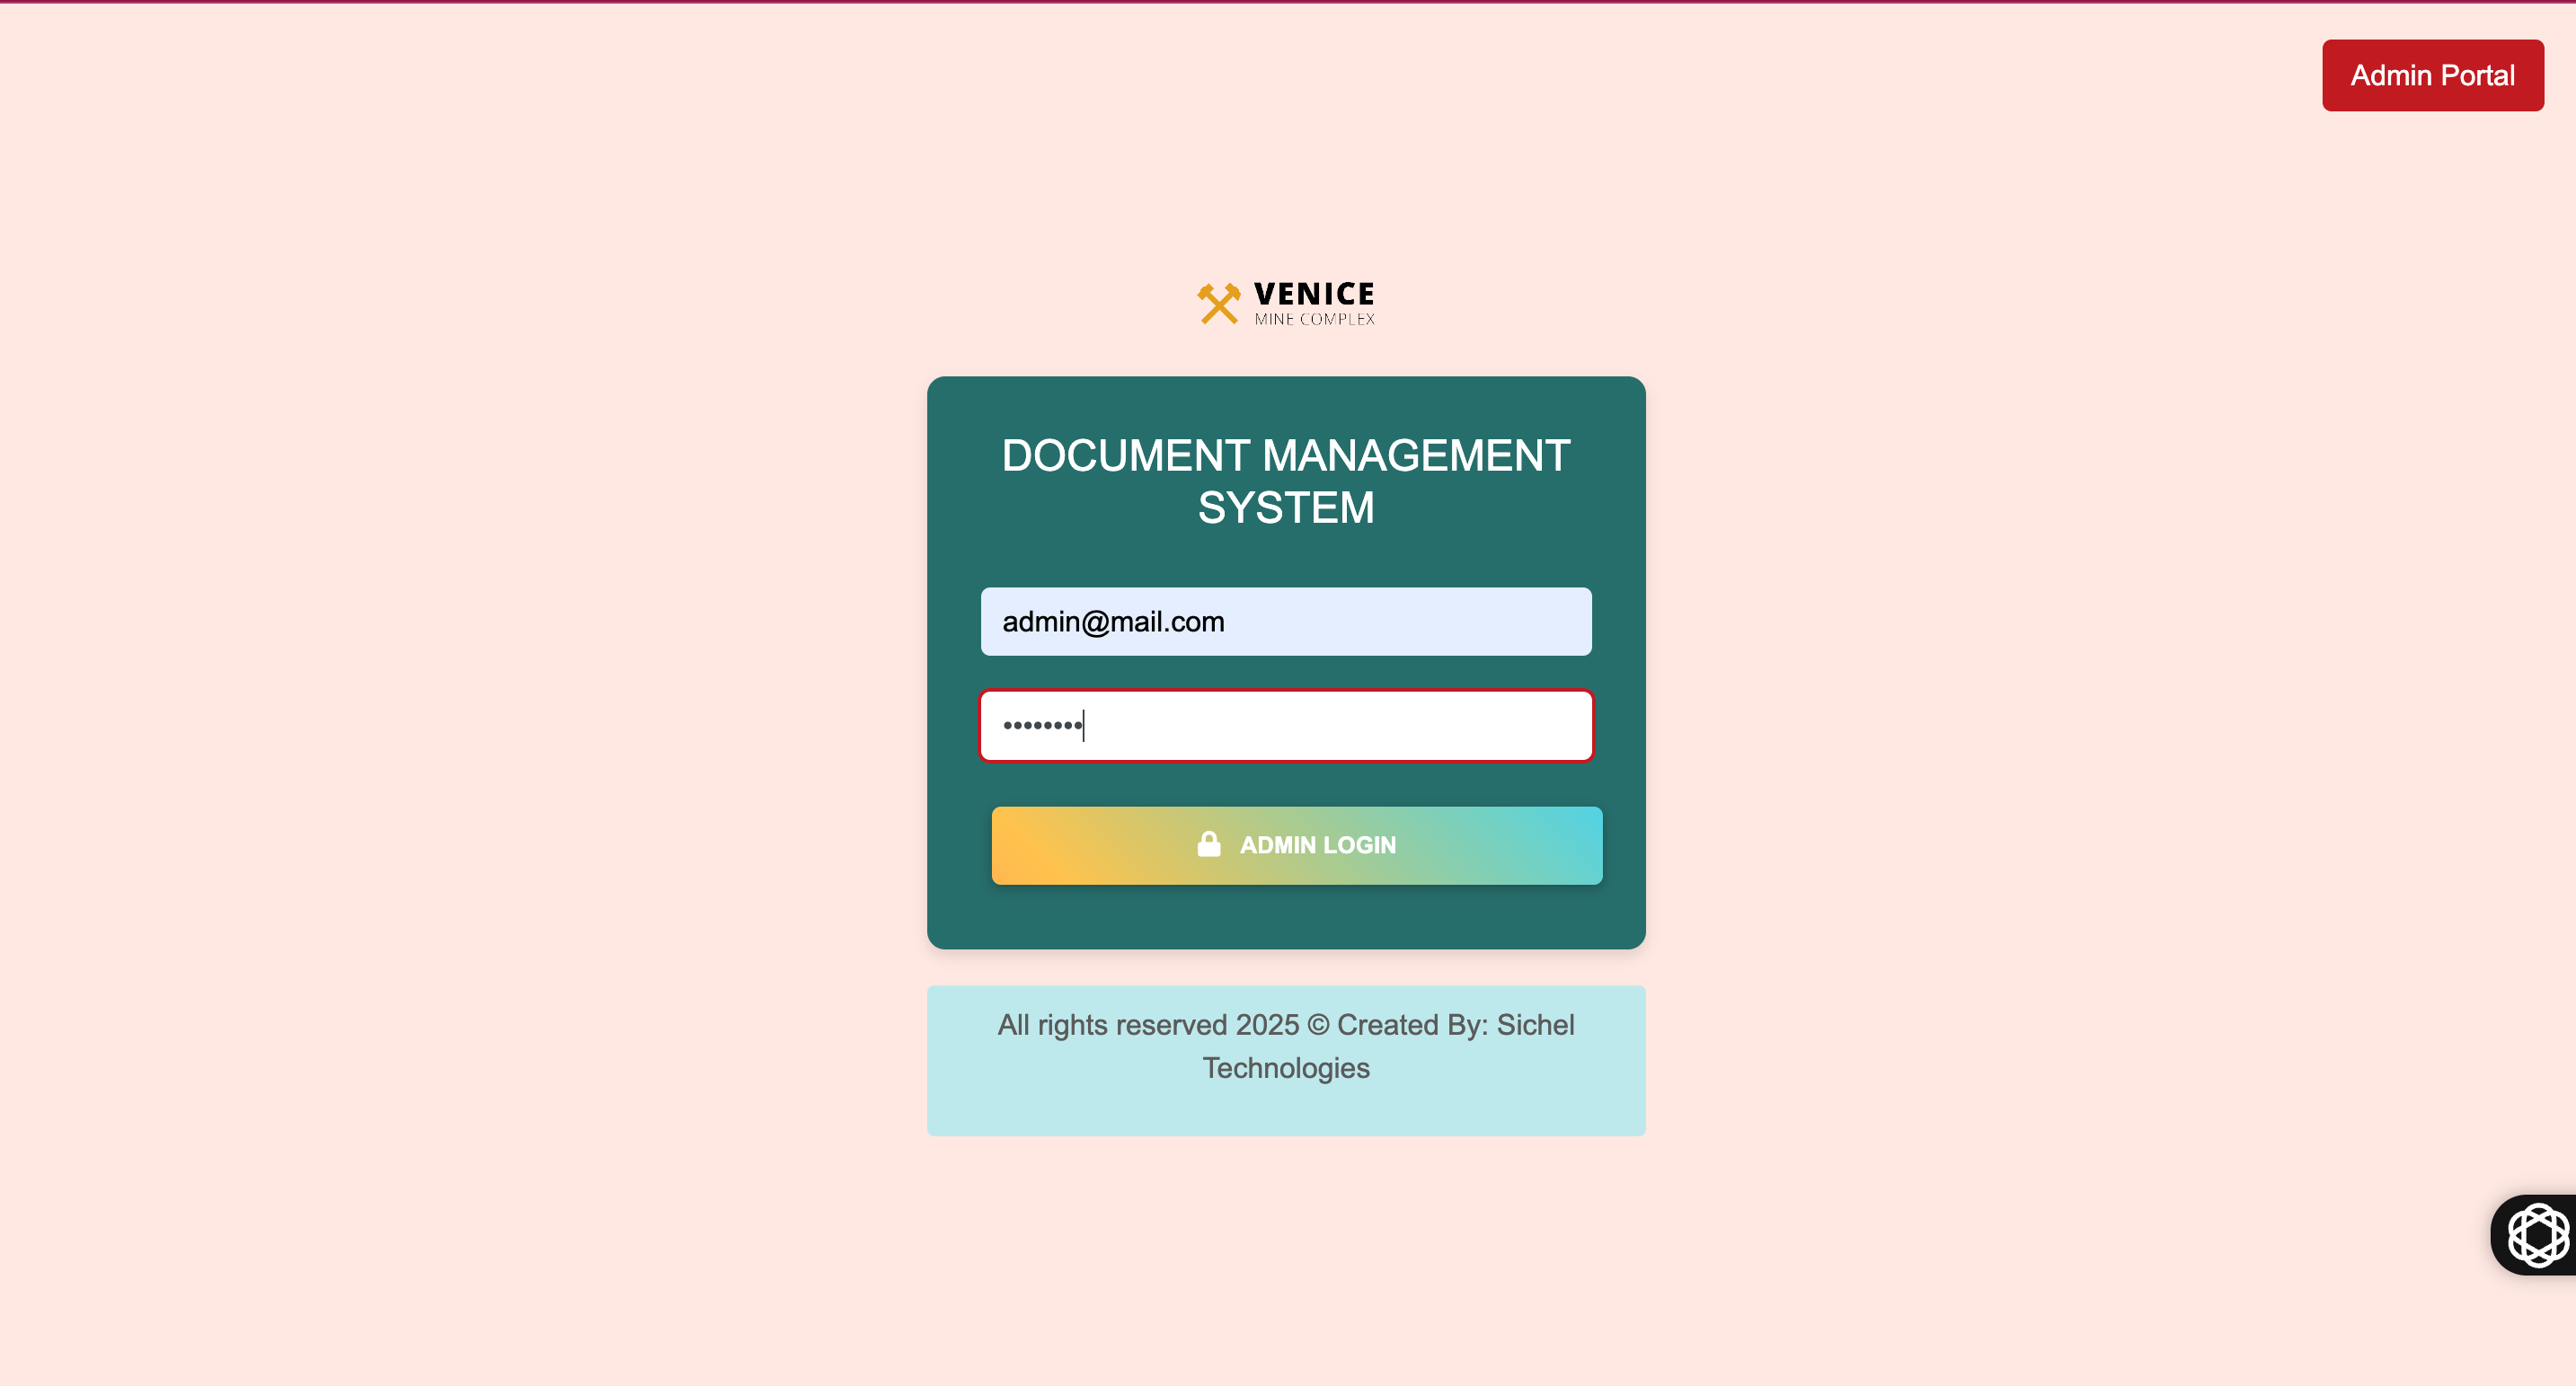 Admin Portal
VENICE
MINE COMPLEX
DOCUMENT MANAGEMENT
SYSTEM
admin@mail.com
••••••••
ADMIN LOGIN
All rights reserved 2025 © Created By: Sichel
Technologies